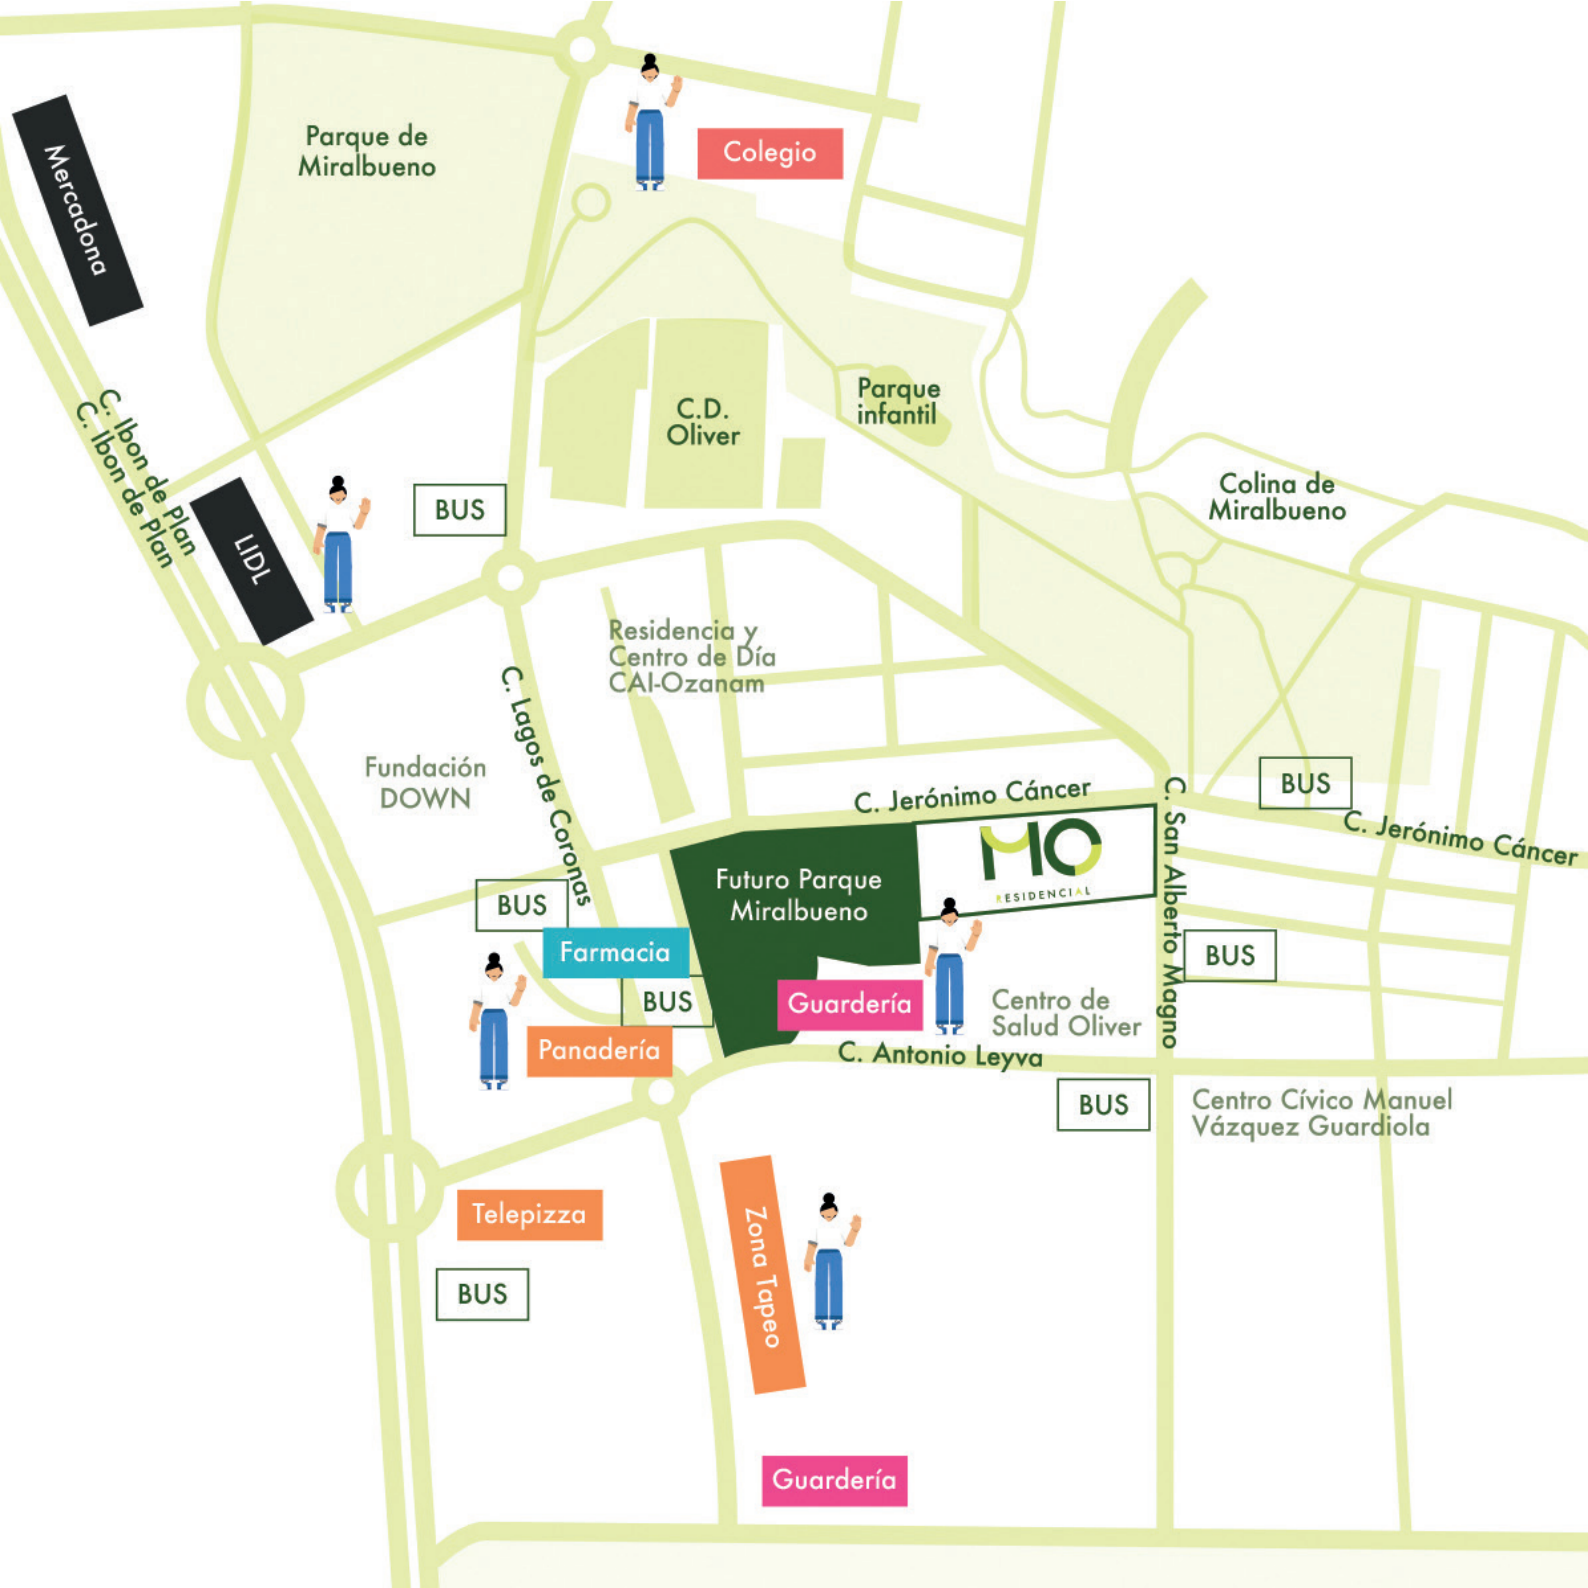 Parque de
Miralbueno
Colegio
Mercadona
C. Ibon de Plan
C. Ibon de Plan
C.D.
Oliver
Parque
infantil
Colina de
Miralbueno
BUS
LIDL
Residencia y
Centro de Día
CAI-Ozanam
C. Lagos de Coronas
Fundación
DOWN
C. Jerónimo Cáncer
BUS
C. Jerónimo Cáncer
C. San Alberto Magno
MO
RESIDENCIAL
Futuro Parque
Miralbueno
BUS
Farmacia
BUS
BUS
Guardería
Centro de
Salud Oliver
Panadería
C. Antonio Leyva
BUS
Centro Cívico Manuel
Vázquez Guardiola
Telepizza
Zona Tapeo
BUS
Guardería